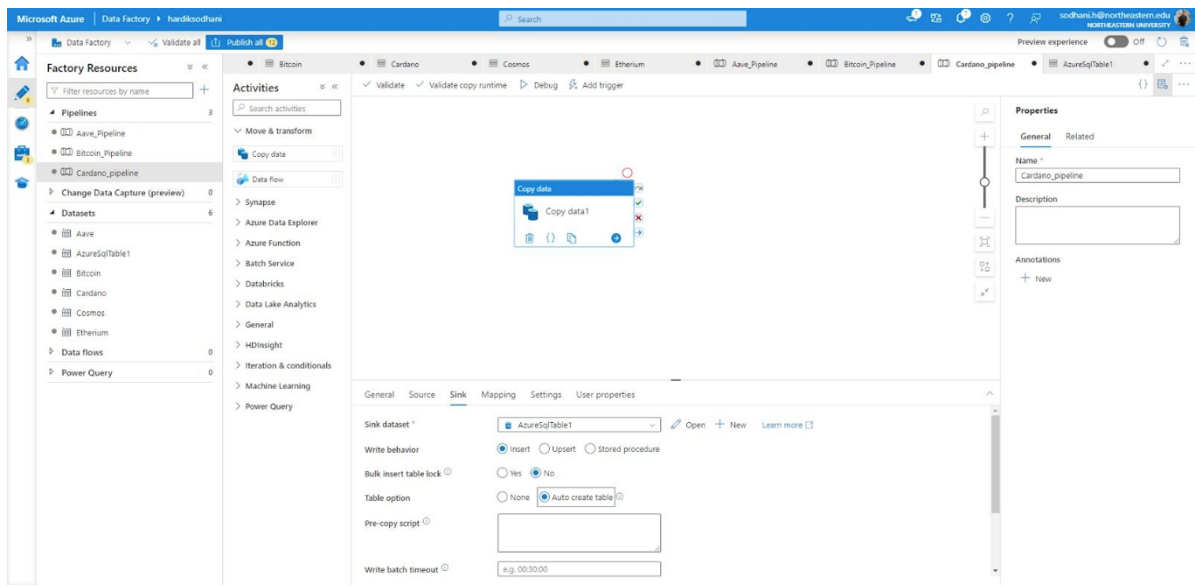 Microsoft Azure | Data Factory ▸ hardiksodhani
Search
sodhani.h@northeastern.edu
NORTHEASTERN UNIVERSITY
Data Factory
Validate all
Publish all 12
Preview experience
Off
Factory Resources
Filter resources by name
Pipelines 3
Aave_Pipeline
Bitcoin_Pipeline
Cardano_pipeline
Change Data Capture (preview) 0
Datasets 6
Aave
AzureSqlTable1
Bitcoin
Cardano
Cosmos
Etherium
Data flows 0
Power Query 0
Bitcoin
Cardano
Cosmos
Etherium
Aave_Pipeline
Bitcoin_Pipeline
Cardano_pipeline
AzureSqlTable1
Activities
Search activities
Move & transform
Copy data
Data flow
Synapse
Azure Data Explorer
Azure Function
Batch Service
Databricks
Data Lake Analytics
General
HDInsight
Iteration & conditionals
Machine Learning
Power Query
Validate
Validate copy runtime
Debug
Add trigger
Copy data
Copy data1
General Source Sink Mapping Settings User properties
Sink dataset *
AzureSqlTable1
Open
New
Learn more
Write behavior
Insert Upsert Stored procedure
Bulk insert table lock
Yes No
Table option
None Auto create table
Pre-copy script
Write batch timeout
e.g. 00:30:00
Properties
General Related
Name *
Cardano_pipeline
Description
Annotations
New